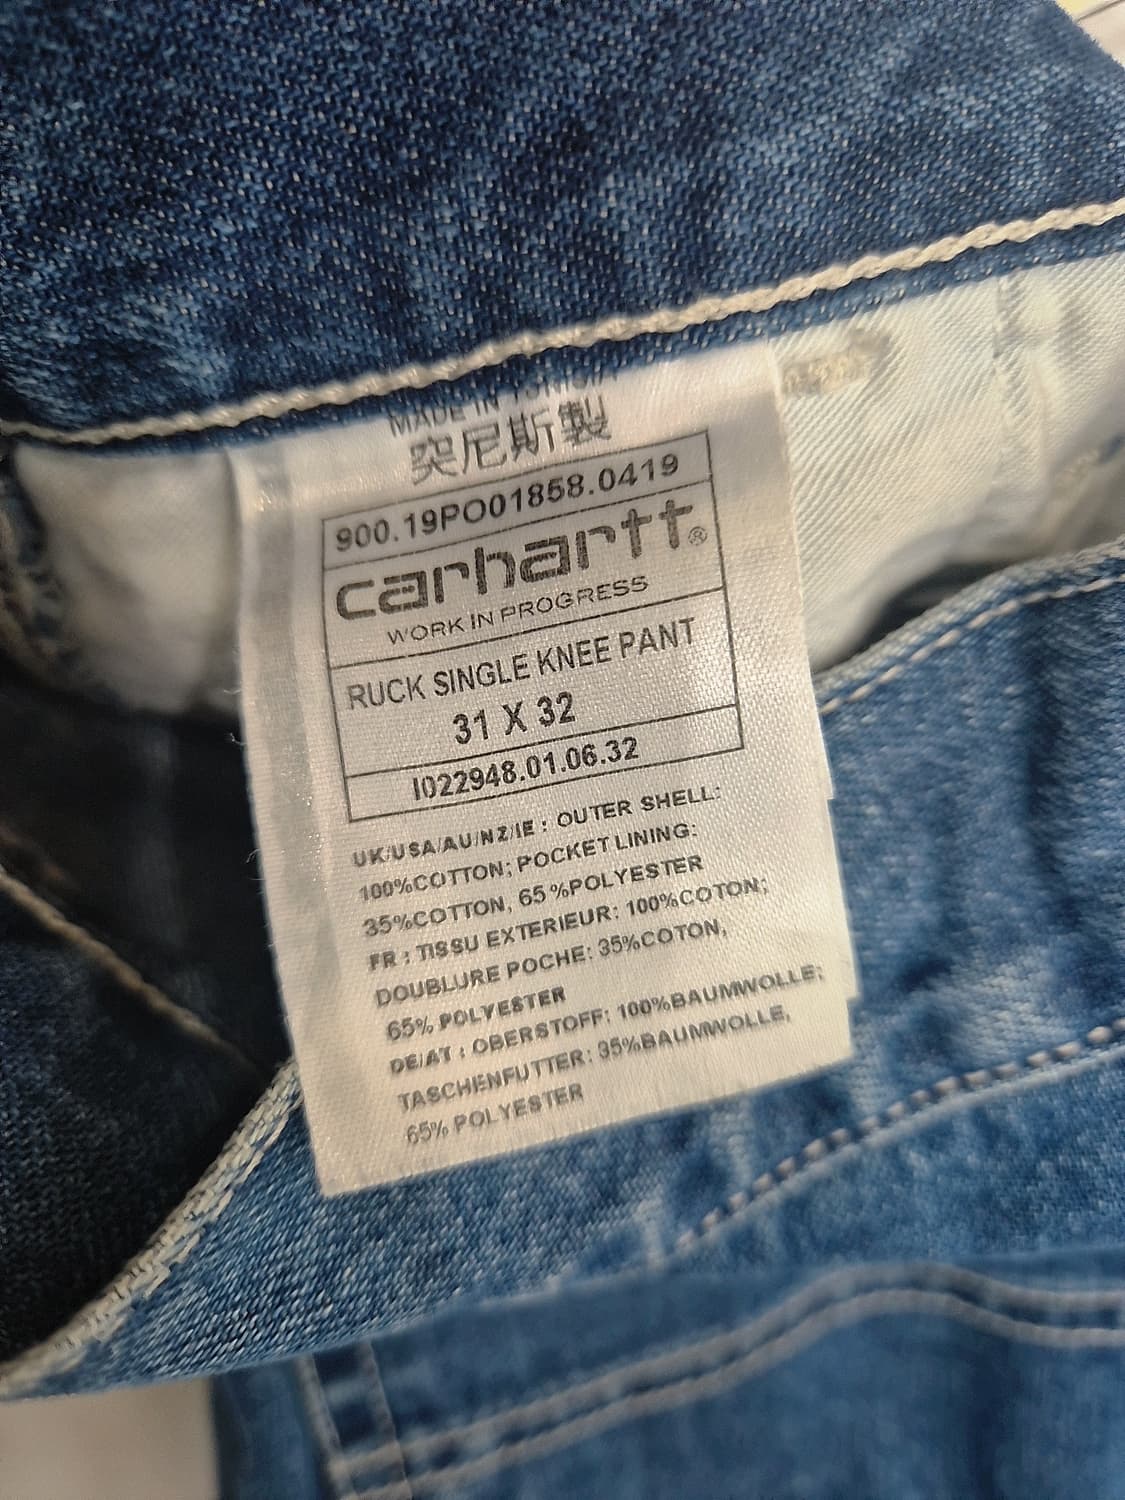 MADE IN TUNISIA
突尼斯製
900.19PO01858.0419
carhartt®
WORK IN PROGRESS
RUCK SINGLE KNEE PANT
31 X 32
I022948.01.06.32
UK/USA/AU/NZ/IE : OUTER SHELL:
100%COTTON; POCKET LINING:
35%COTTON, 65%POLYESTER
FR : TISSU EXTERIEUR: 100%COTON;
DOUBLURE POCHE: 35%COTON,
65% POLYESTER
DE/AT : OBERSTOFF: 100%BAUMWOLLE;
TASCHENFUTTER: 35%BAUMWOLLE,
65% POLYESTER